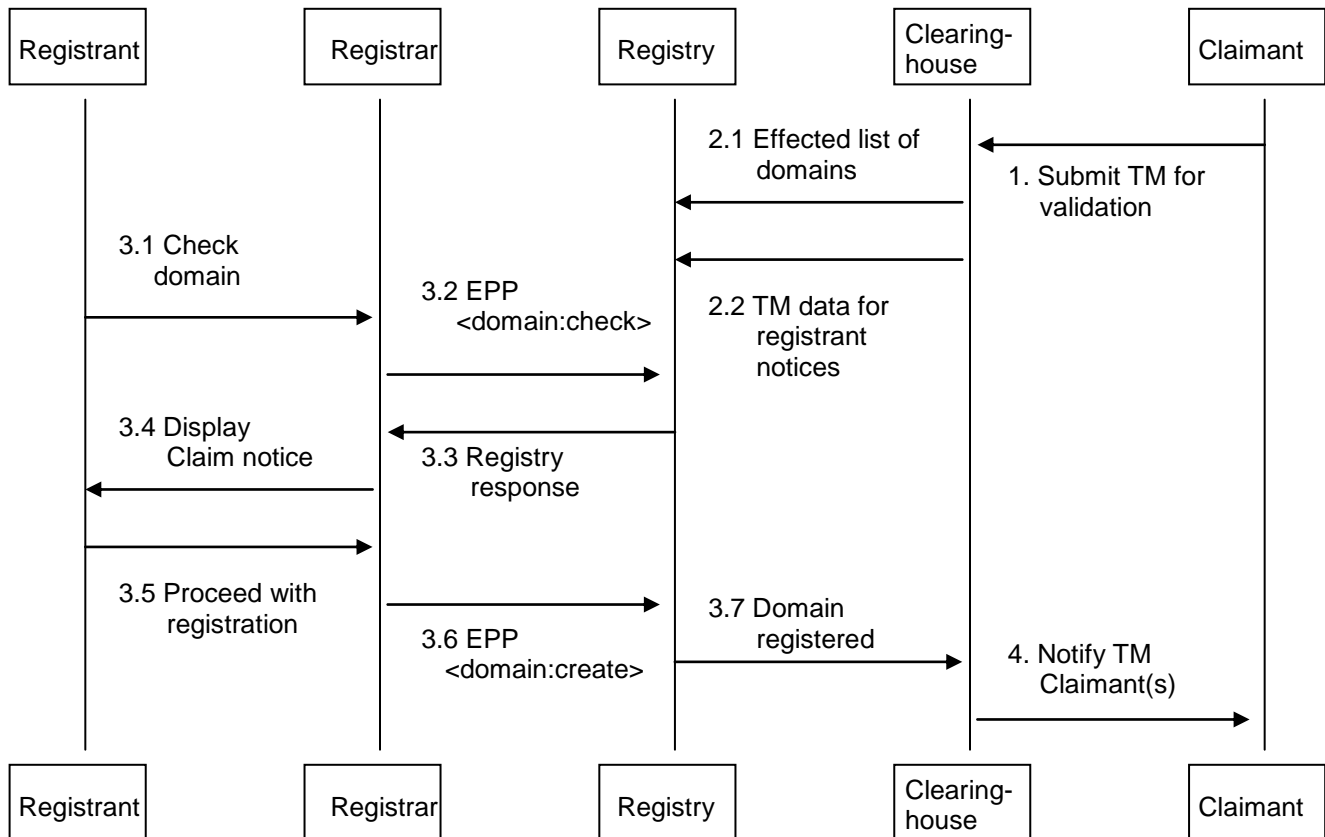 Registrant
Registrar
Registry
Clearing-
house
Claimant
2.1 Effected list of
domains
1. Submit TM for
validation
3.1 Check
domain
3.2 EPP
<domain:check>
2.2 TM data for
registrant
notices
3.4 Display
Claim notice
3.3 Registry
response
3.5 Proceed with
registration
3.6 EPP
<domain:create>
3.7 Domain
registered
4. Notify TM
Claimant(s)
Registrant
Registrar
Registry
Clearing-
house
Claimant